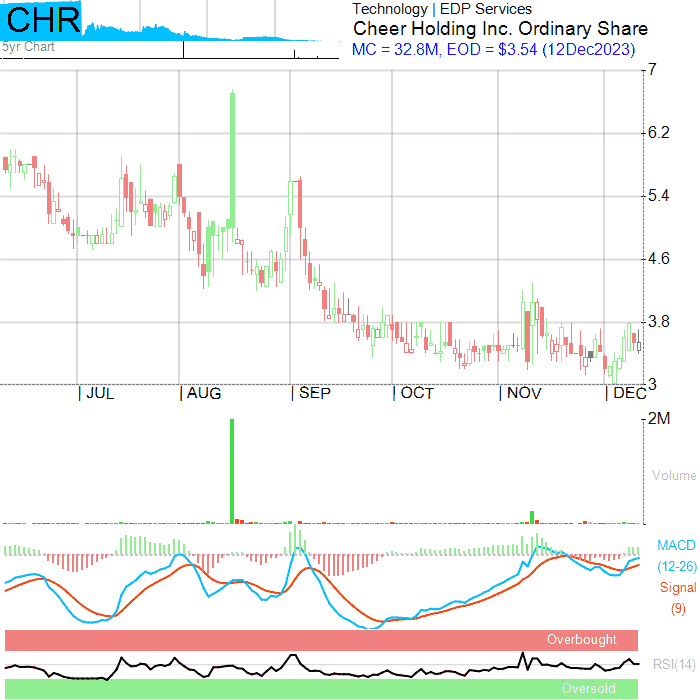 CHR
5yr Chart
Technology | EDP Services
Cheer Holding Inc. Ordinary Share
MC = 32.8M, EOD = $3.54 (12Dec2023)
7
6.2
5.4
4.6
3.8
3
JUL
AUG
SEP
OCT
NOV
DEC
2M
Volume
MACD
(12-26)
Signal
(9)
Overbought
RSI(14)
Oversold